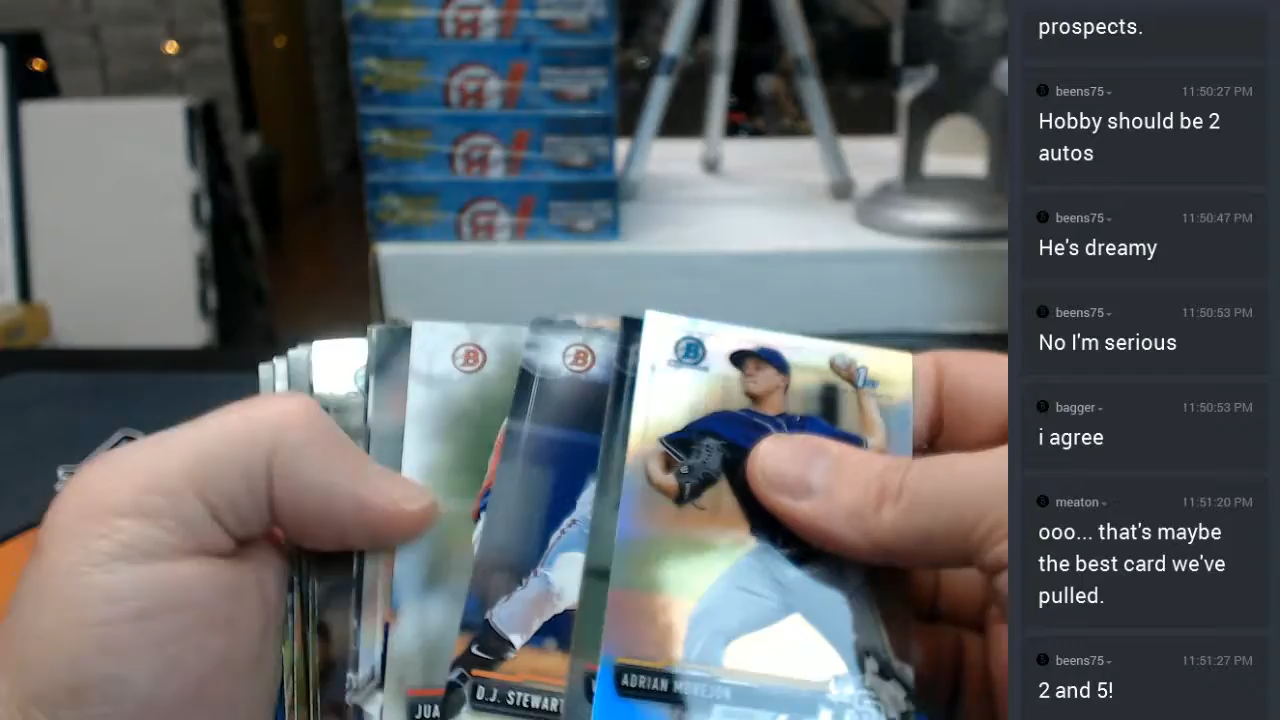 prospects.
beens75
11:50:27 PM
Hobby should be 2
autos
beens75
11:50:47 PM
He's dreamy
beens75
11:50:53 PM
No I'm serious
bagger
11:50:53 PM
i agree
meaton
11:51:20 PM
ooo... that's maybe
the best card we've
pulled.
beens75
11:51:27 PM
2 and 5!
B
B
B
1st
JUA
D.J. STEWART
ADRIAN MOREJON